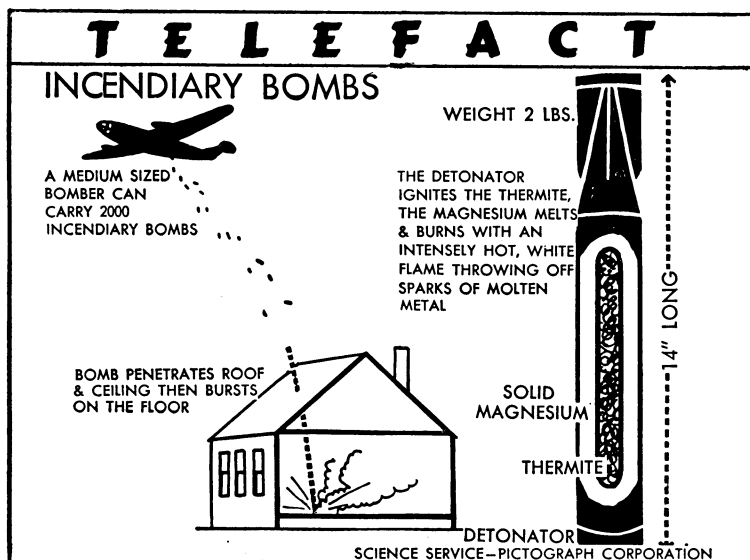 TELEFACT
INCENDIARY BOMBS
WEIGHT 2 LBS.
A MEDIUM SIZED
BOMBER CAN
CARRY 2000
INCENDIARY BOMBS
THE DETONATOR
IGNITES THE THERMITE,
THE MAGNESIUM MELTS
& BURNS WITH AN
INTENSELY HOT, WHITE
FLAME THROWING OFF
SPARKS OF MOLTEN
METAL
14" LONG
BOMB PENETRATES ROOF
& CEILING THEN BURSTS
ON THE FLOOR
SOLID
MAGNESIUM
THERMITE
DETONATOR
SCIENCE SERVICE–PICTOGRAPH CORPORATION